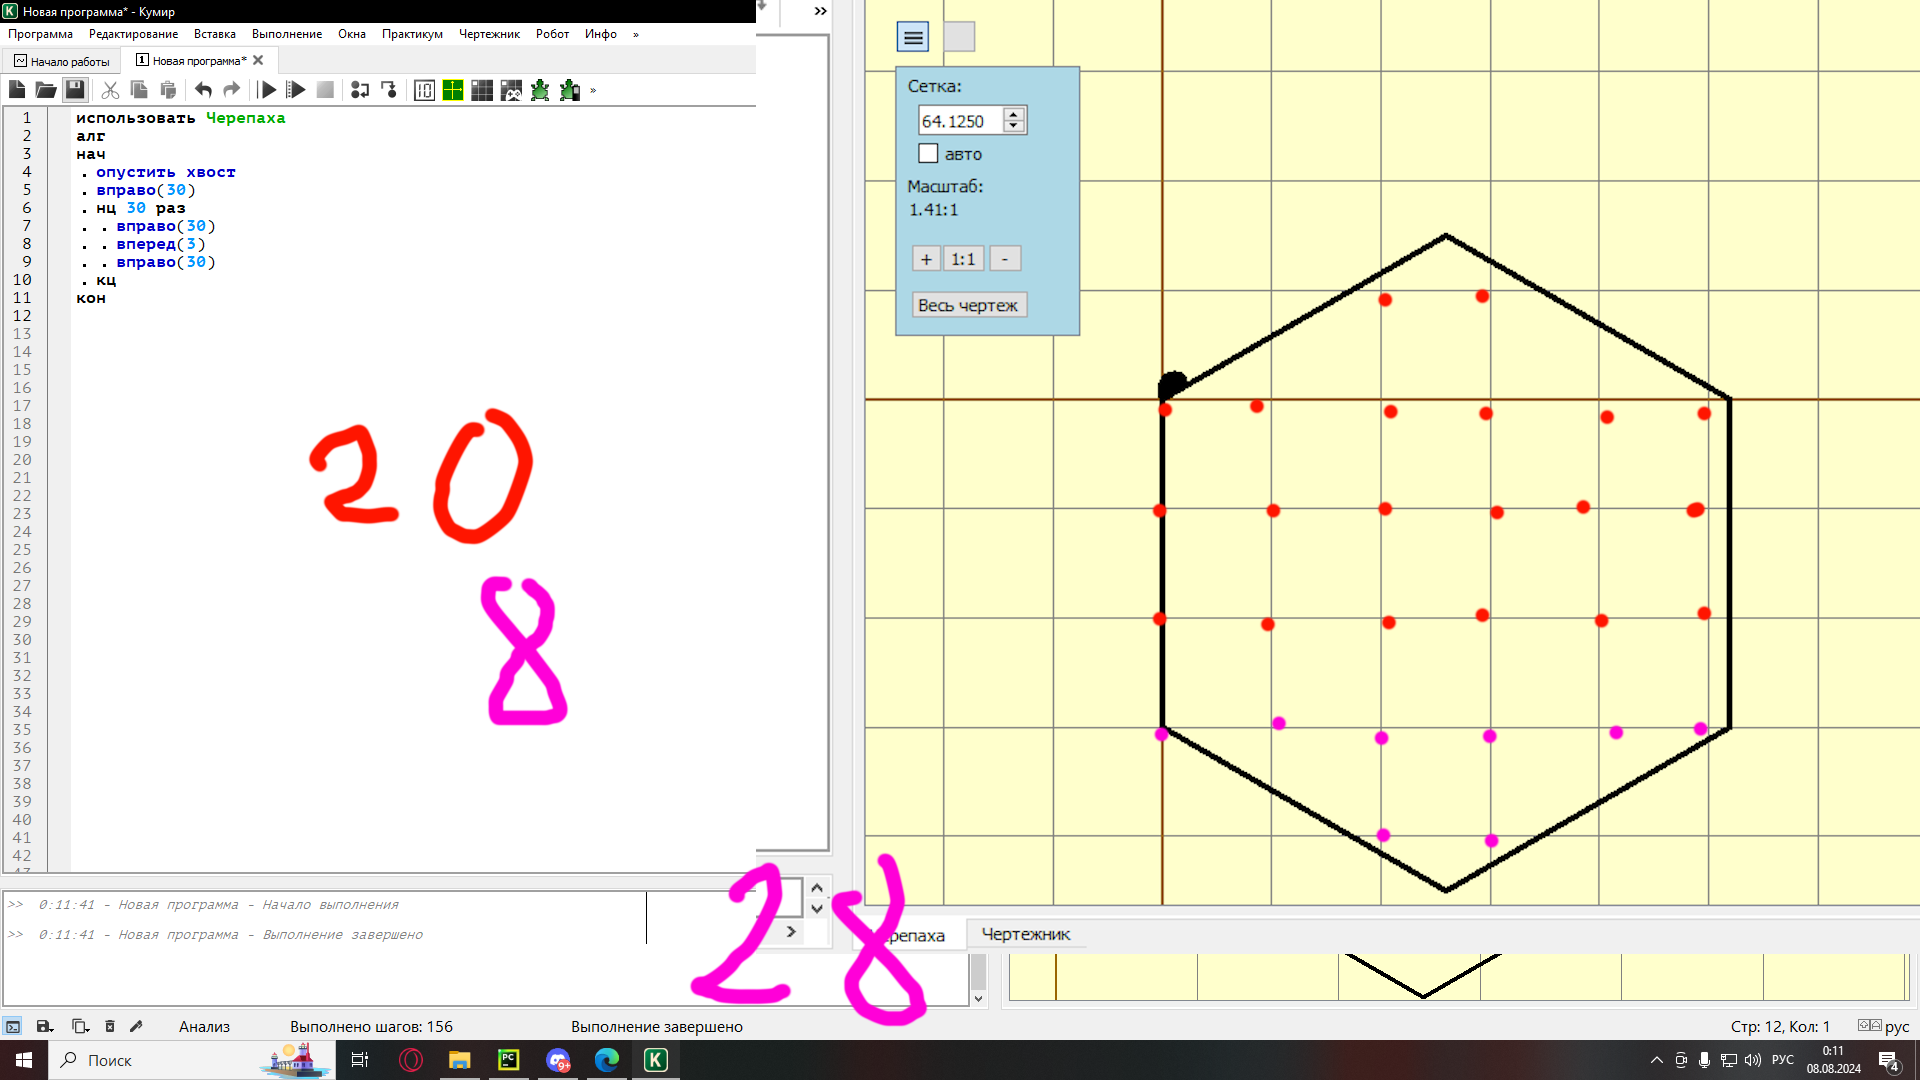 Новая программа* - Кумир
Программа Редактирование Вставка Выполнение Окна Практикум Чертежник Робот Инфо »
Начало работы 1 Новая программа*
»
1 использовать Черепаха
2 алг
3 нач
4 . опустить хвост
5 . вправо(30)
6 . нц 30 раз
7 . . вправо(30)
8 . . вперед(3)
9 . . вправо(30)
10 . кц
11 кон
12
13
14
15
16
17
18
19
20
21
22
23
24
25
26
27
28
29
30
31
32
33
34
35
36
37
38
39
40
41
42
20
8
28
>> 0:11:41 - Новая программа - Начало выполнения
>> 0:11:41 - Новая программа - Выполнение завершено
»
Сетка:
64.1250
авто
Масштаб:
1.41:1
+ 1:1 -
Весь чертеж
репаха Чертежник
Анализ Выполнено шагов: 156 Выполнение завершено Стр: 12, Кол: 1 рус
Поиск PC 9+ K РУС 0:11
08.08.2024 4